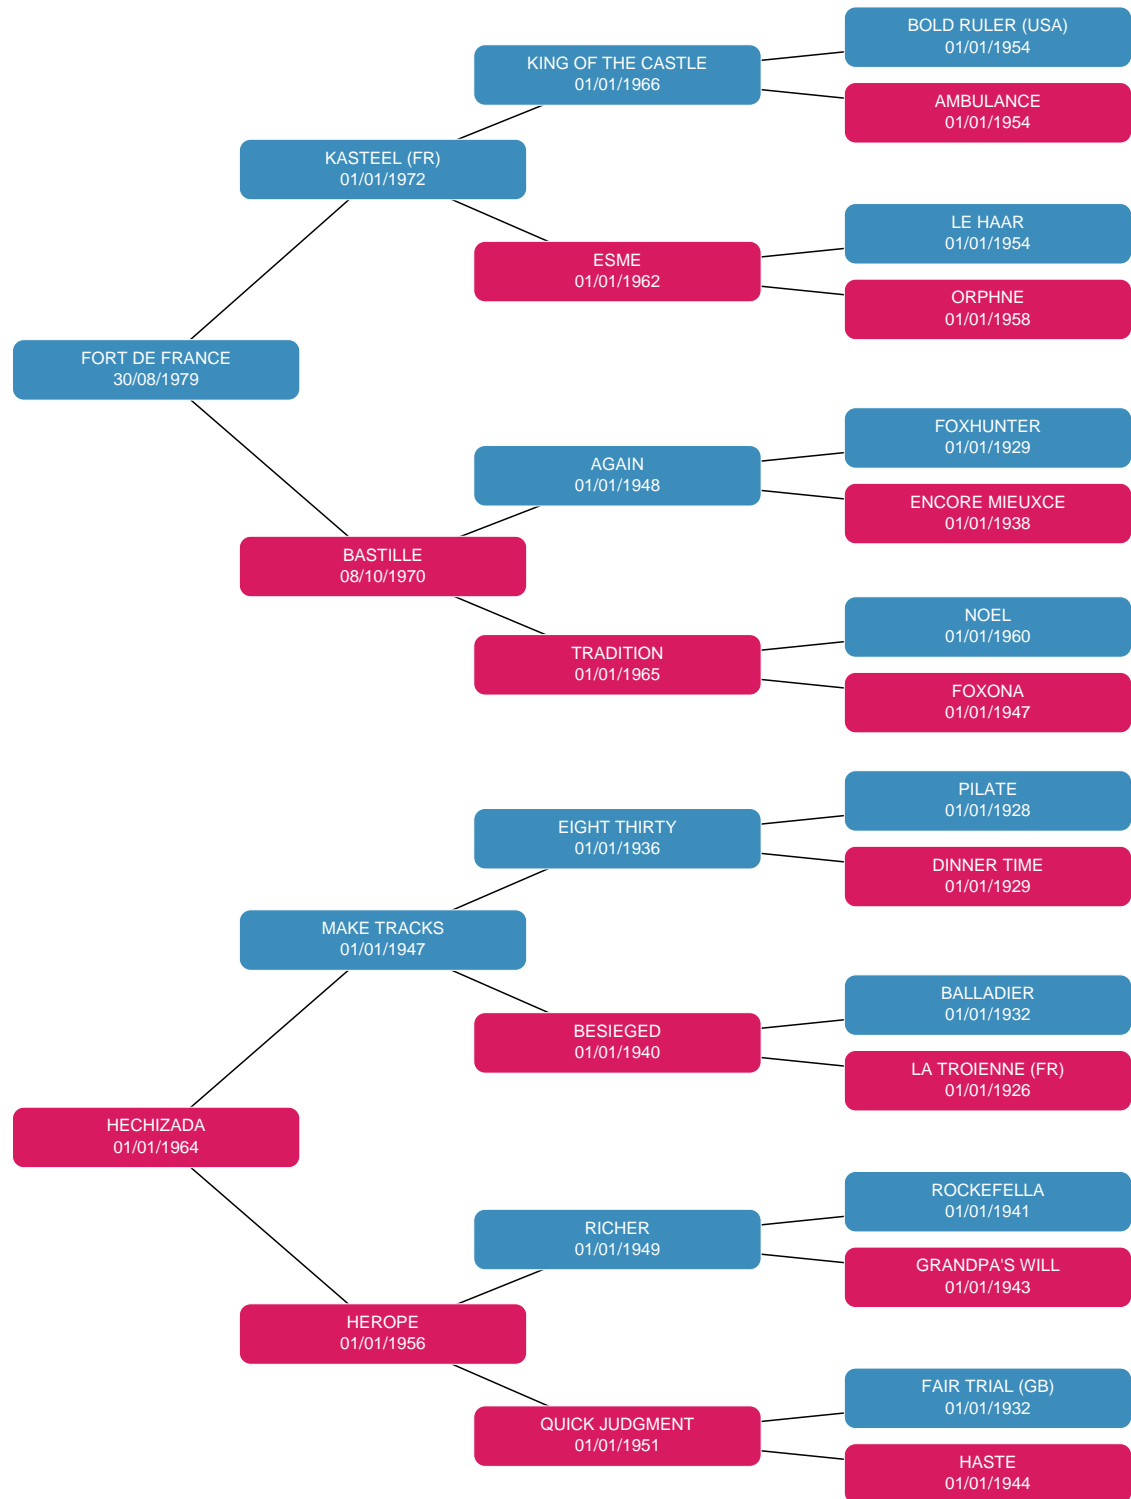 BOLD RULER (USA)
01/01/1954
KING OF THE CASTLE
01/01/1966
AMBULANCE
01/01/1954
KASTEEL (FR)
01/01/1972
LE HAAR
01/01/1954
ESME
01/01/1962
ORPHNE
01/01/1958
FORT DE FRANCE
30/08/1979
FOXHUNTER
01/01/1929
AGAIN
01/01/1948
ENCORE MIEUXCE
01/01/1938
BASTILLE
08/10/1970
NOEL
01/01/1960
TRADITION
01/01/1965
FOXONA
01/01/1947
PILATE
01/01/1928
EIGHT THIRTY
01/01/1936
DINNER TIME
01/01/1929
MAKE TRACKS
01/01/1947
BALLADIER
01/01/1932
BESIEGED
01/01/1940
LA TROIENNE (FR)
01/01/1926
HECHIZADA
01/01/1964
ROCKEFELLA
01/01/1941
RICHER
01/01/1949
GRANDPA'S WILL
01/01/1943
HEROPE
01/01/1956
FAIR TRIAL (GB)
01/01/1932
QUICK JUDGMENT
01/01/1951
HASTE
01/01/1944